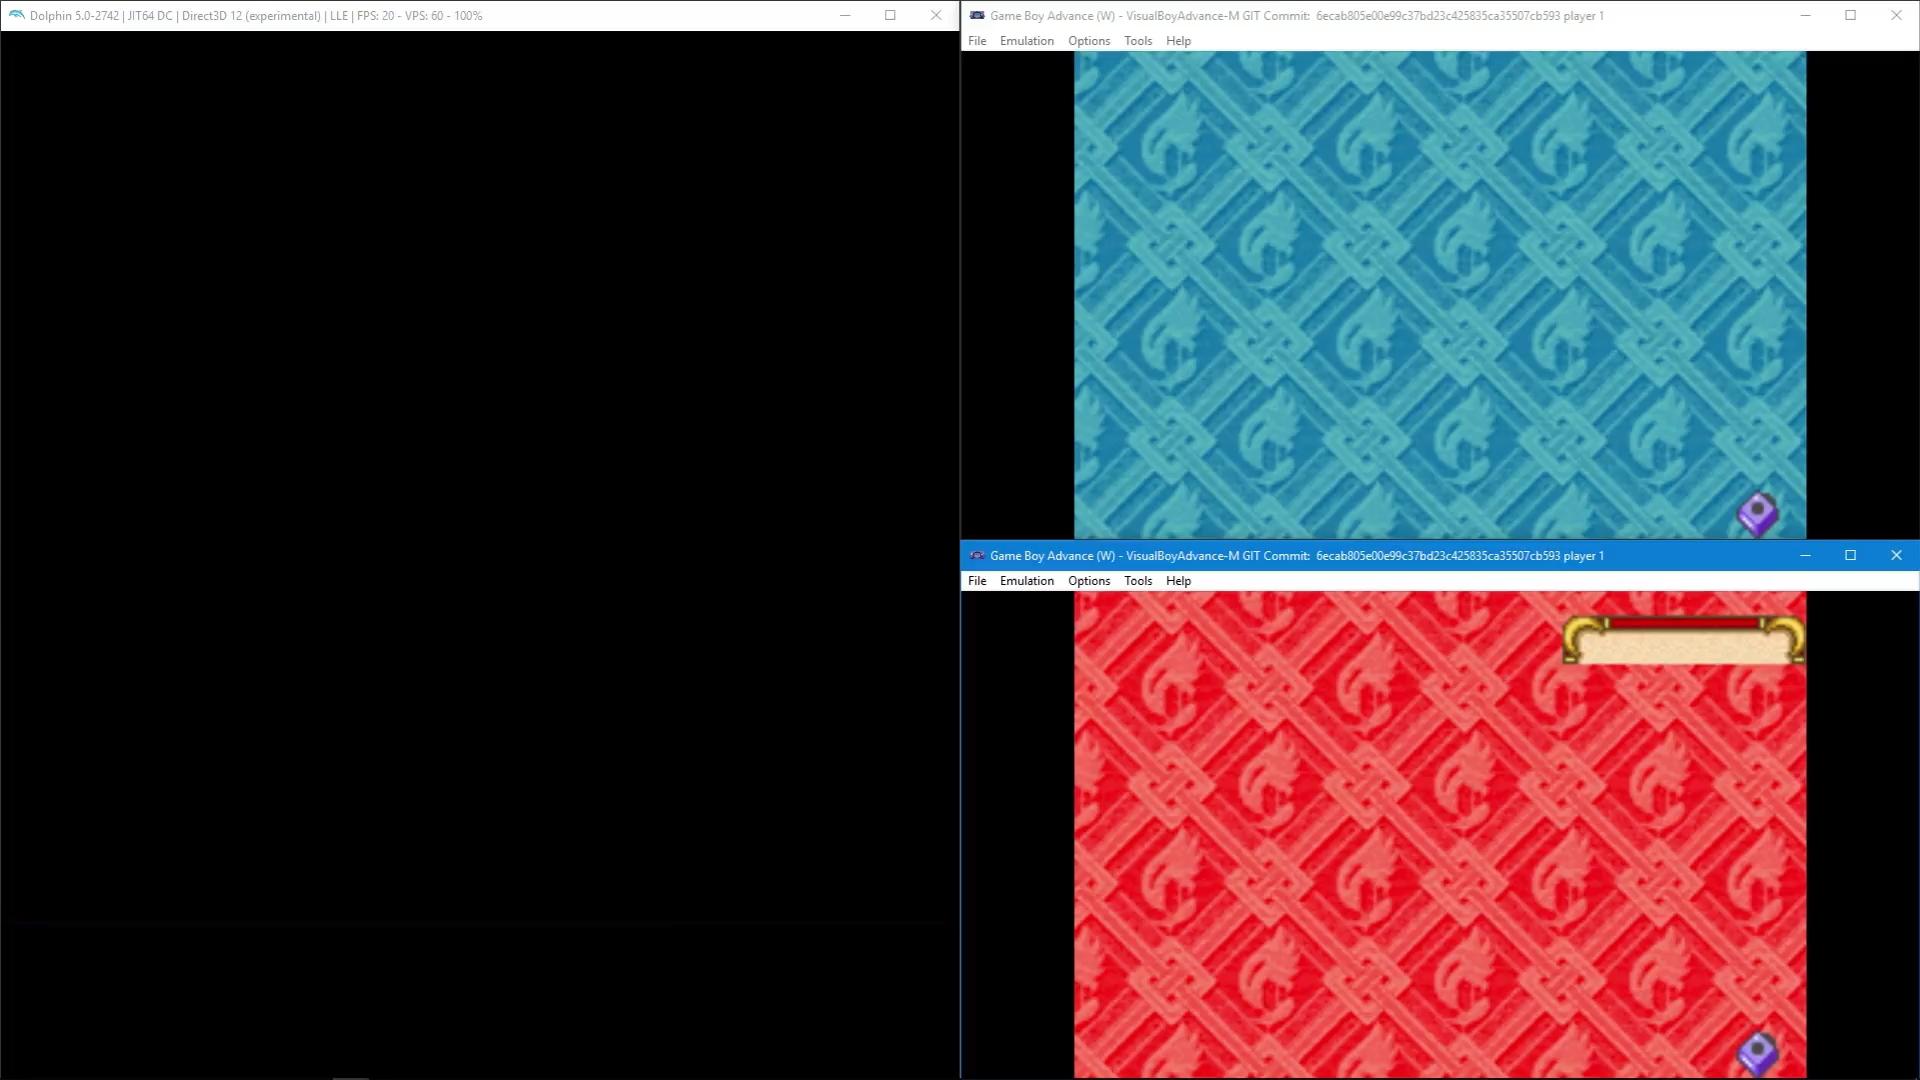 Dolphin 5.0-2742 | JIT64 DC | Direct3D 12 (experimental) | LLE | FPS: 20 - VPS: 60 - 100%
Game Boy Advance (W) - VisualBoyAdvance-M GIT Commit: 6ecab805e00e99c37bd23c425835ca35507cb593 player 1
File Emulation Options Tools Help
Game Boy Advance (W) - VisualBoyAdvance-M GIT Commit: 6ecab805e00e99c37bd23c425835ca35507cb593 player 1
File Emulation Options Tools Help